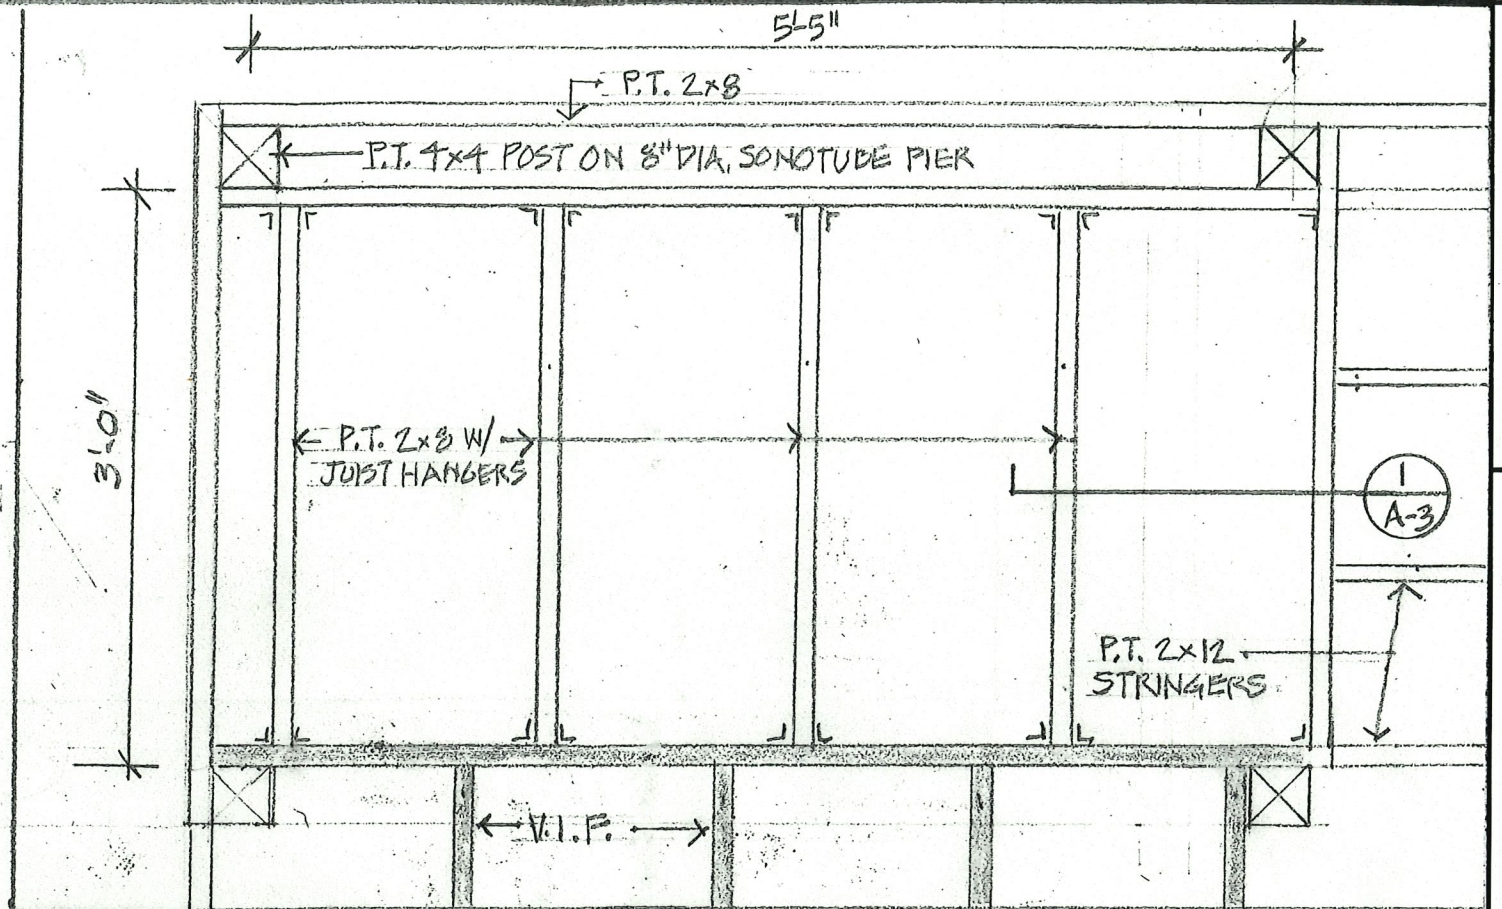 5'-5"
P.T. 2x8
P.T. 4x4 POST ON 8" DIA. SONOTUBE PIER
3'-0"
P.T. 2x8 W/
JOIST HANGERS
1
A-3
P.T. 2x12
STRINGERS
V.I.F.